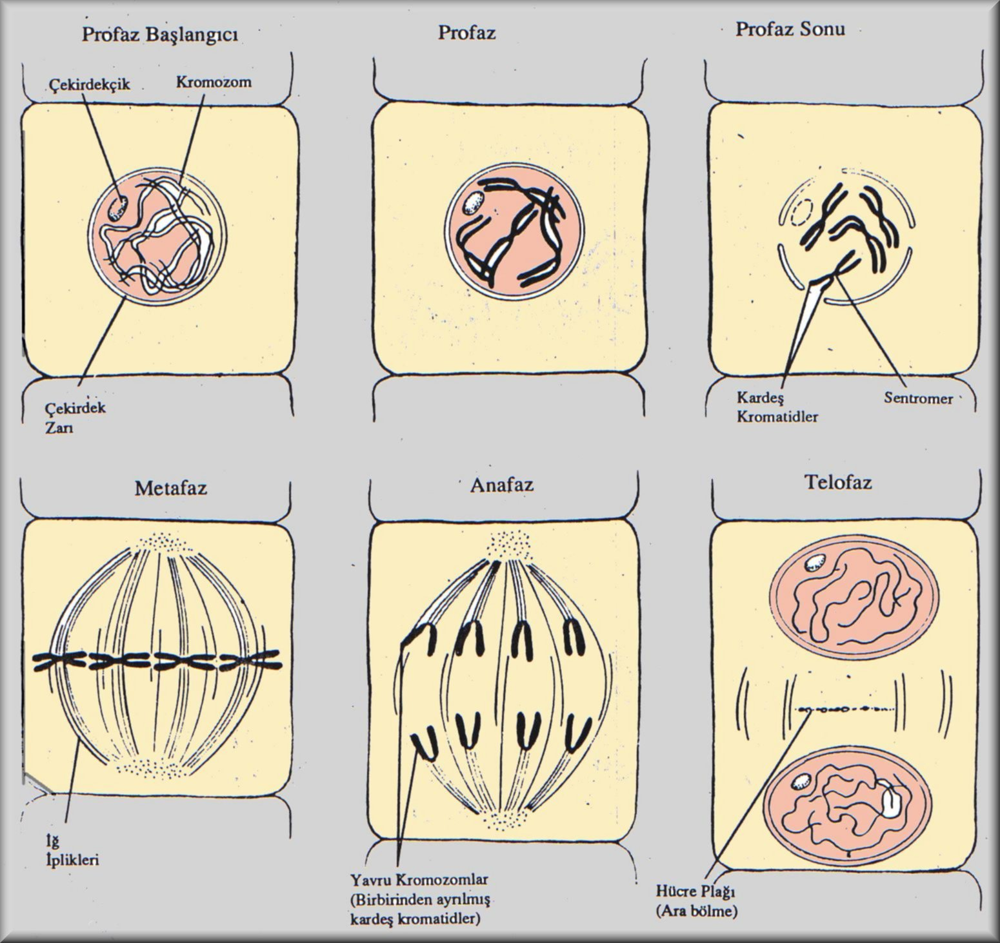 Profaz Başlangıcı
Profaz
Profaz Sonu
Çekirdekçik
Kromozom
Çekirdek
Zarı
Kardeş
Kromatidler
Sentromer
Metafaz
Anafaz
Telofaz
İğ
İplikleri
Yavru Kromozomlar
(Birbirinden ayrılmış
kardeş kromatidler)
Hücre Plağı
(Ara bölme)